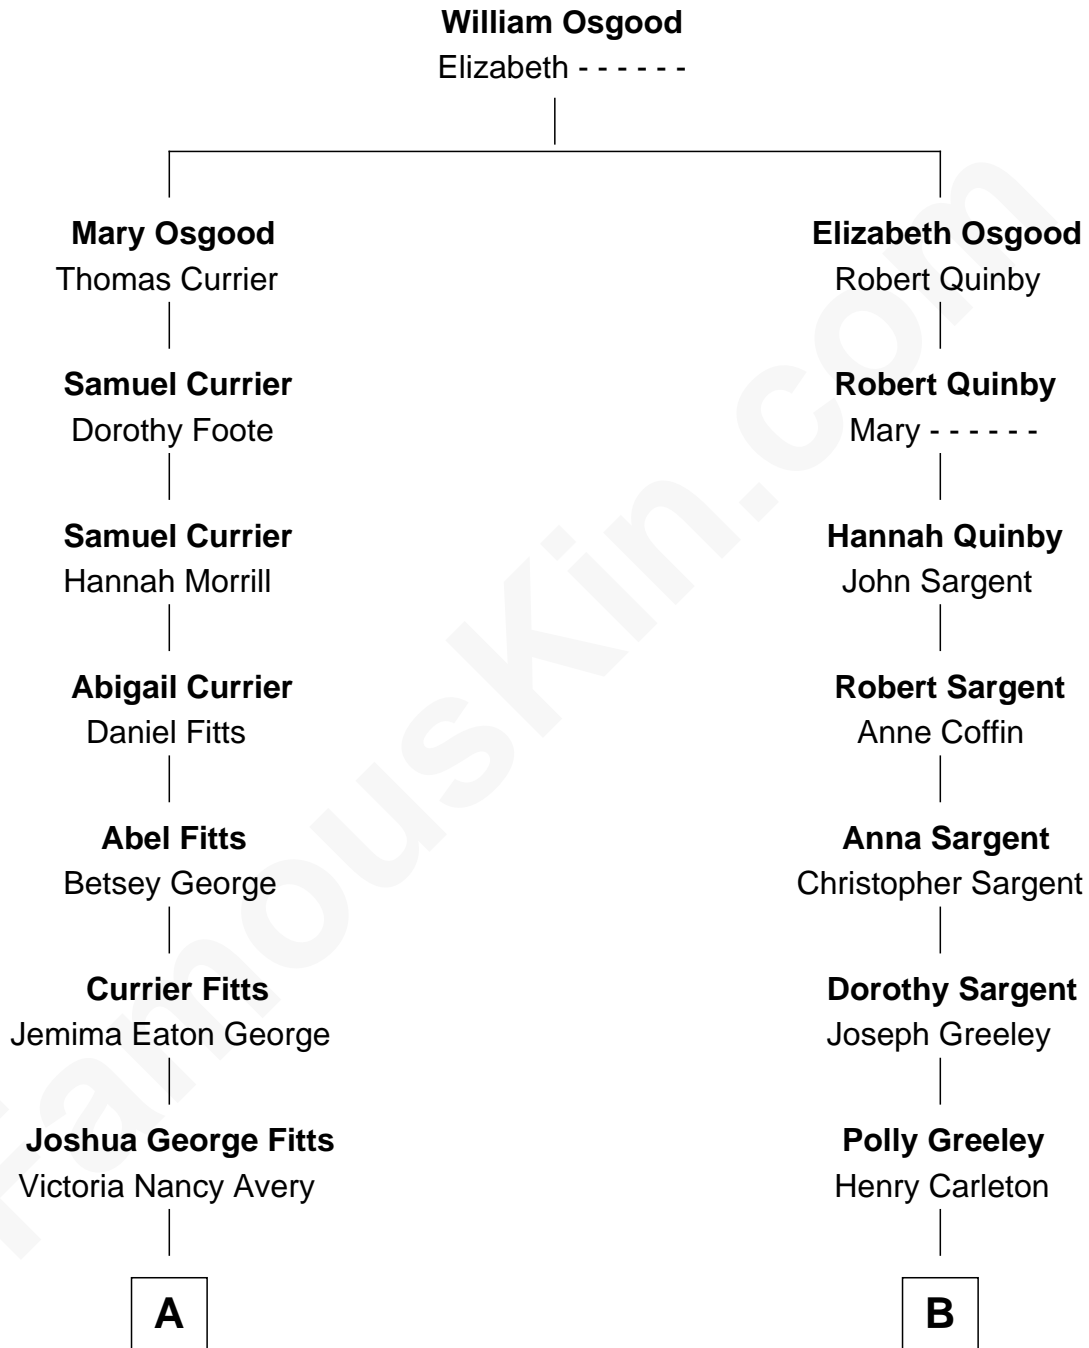 William Osgood
Elizabeth - - - - - -
Mary Osgood
Thomas Currier
Elizabeth Osgood
Robert Quinby
Samuel Currier
Dorothy Foote
Robert Quinby
Mary - - - - - -
Samuel Currier
Hannah Morrill
Hannah Quinby
John Sargent
Abigail Currier
Daniel Fitts
Robert Sargent
Anne Coffin
Abel Fitts
Betsey George
Anna Sargent
Christopher Sargent
Currier Fitts
Jemima Eaton George
Dorothy Sargent
Joseph Greeley
Joshua George Fitts
Victoria Nancy Avery
Polly Greeley
Henry Carleton
A
B
FamousKin.com